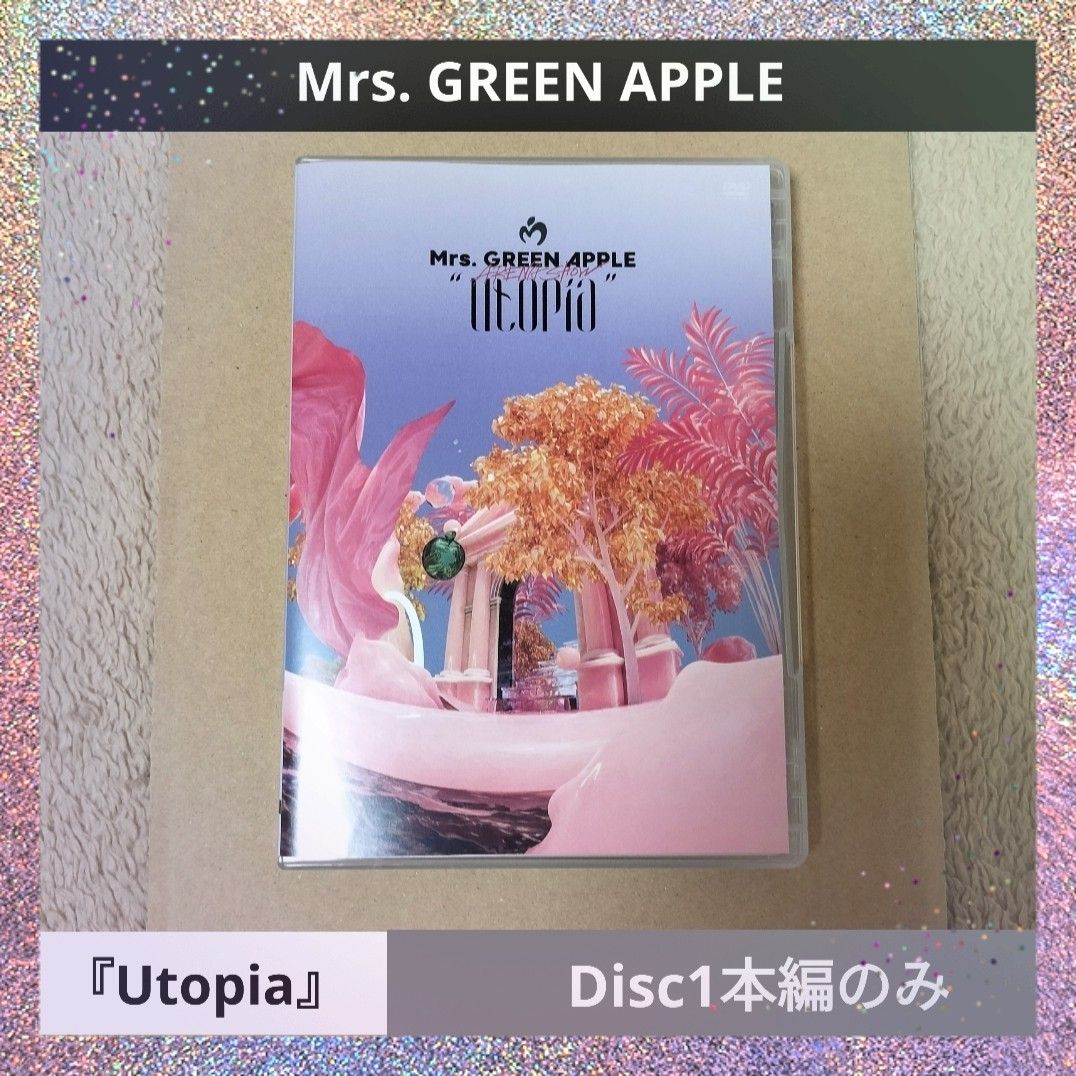 Mrs. GREEN APPLE
DVD
Mrs. GREEN APPLE
ARENA SHOW
“Utopia”
『Utopia』
Disc1本編のみ